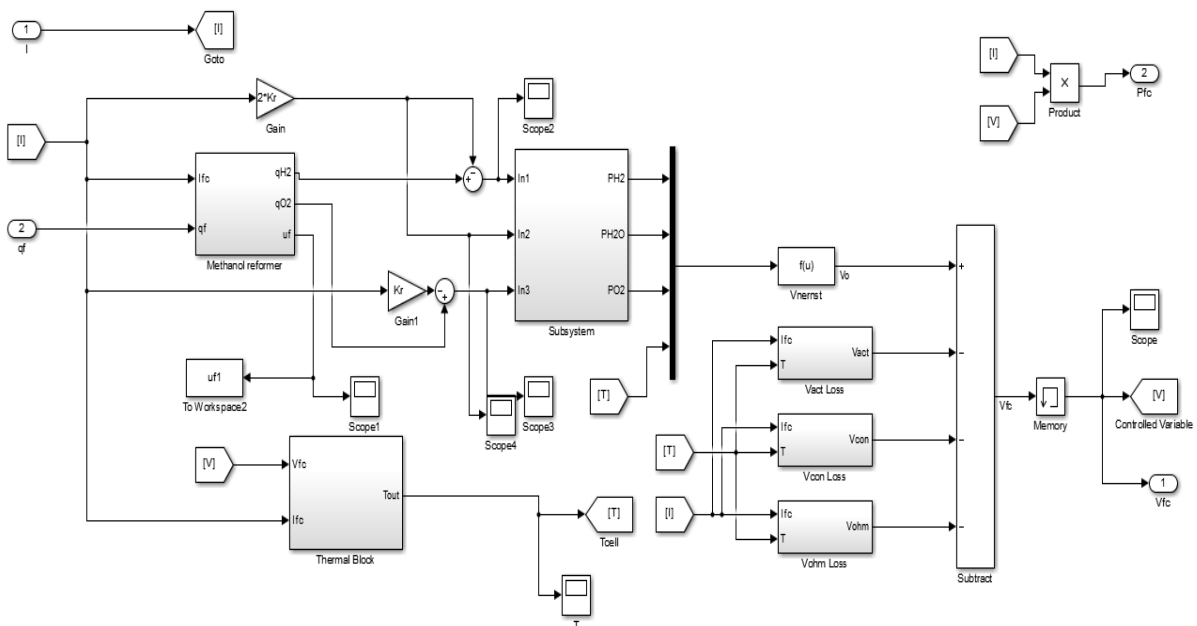 1
I
[I]
Goto
[I]
2
qf
2*Kr
Gain
Ifc
qf
qH2
qO2
uf
Methanol reformer
Scope2
In1
In2
In3
PH2
PH2O
PO2
Subsystem
Kr
Gain1
uf1
To Workspace2
Scope1
Scope4
Scope3
[V]
Vfc
Ifc
Tout
Thermal Block
[T]
Tcell
T
[T]
f(u)
Vo
Vnernst
[T]
[I]
Ifc
T
Vact
Vact Loss
Ifc
T
Vcon
Vcon Loss
Ifc
T
Vohm
Vohm Loss
+
−
−
−
Subtract
Vfc
Memory
Scope
[V]
Controlled Variable
1
Vfc
[I]
[V]
X
Product
2
Pfc